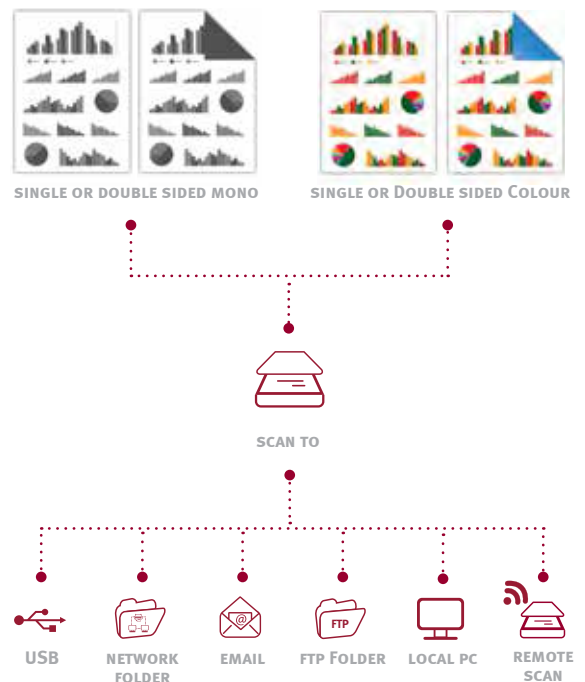 SINGLE OR DOUBLE SIDED MONO
SINGLE OR DOUBLE SIDED COLOUR
SCAN TO
@
FTP
USB
NETWORK
FOLDER
EMAIL
FTP FOLDER
LOCAL PC
REMOTE
SCAN